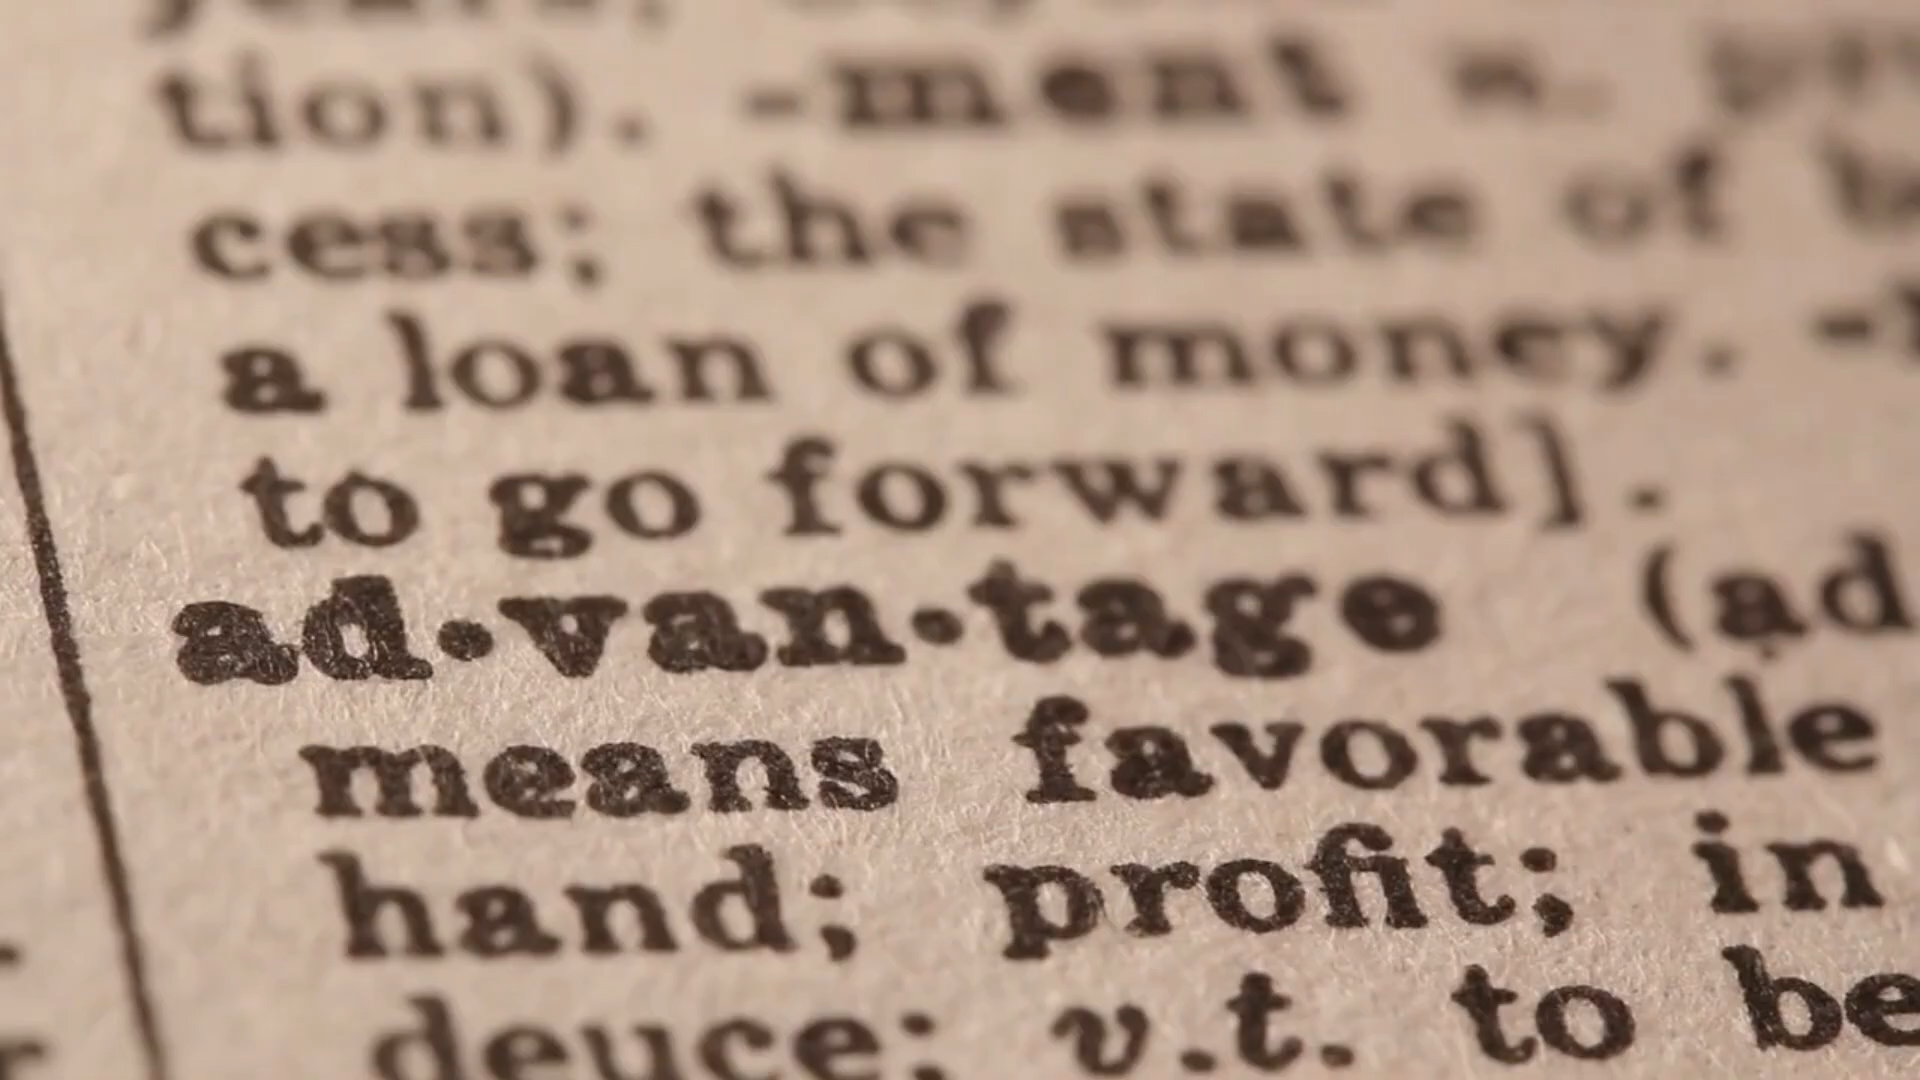 tion). -ment n.
cess; the state of
a loan of money.
to go forward].
ad•van•tage (ad
means favorable
hand; profit; in
deuce; v.t. to be